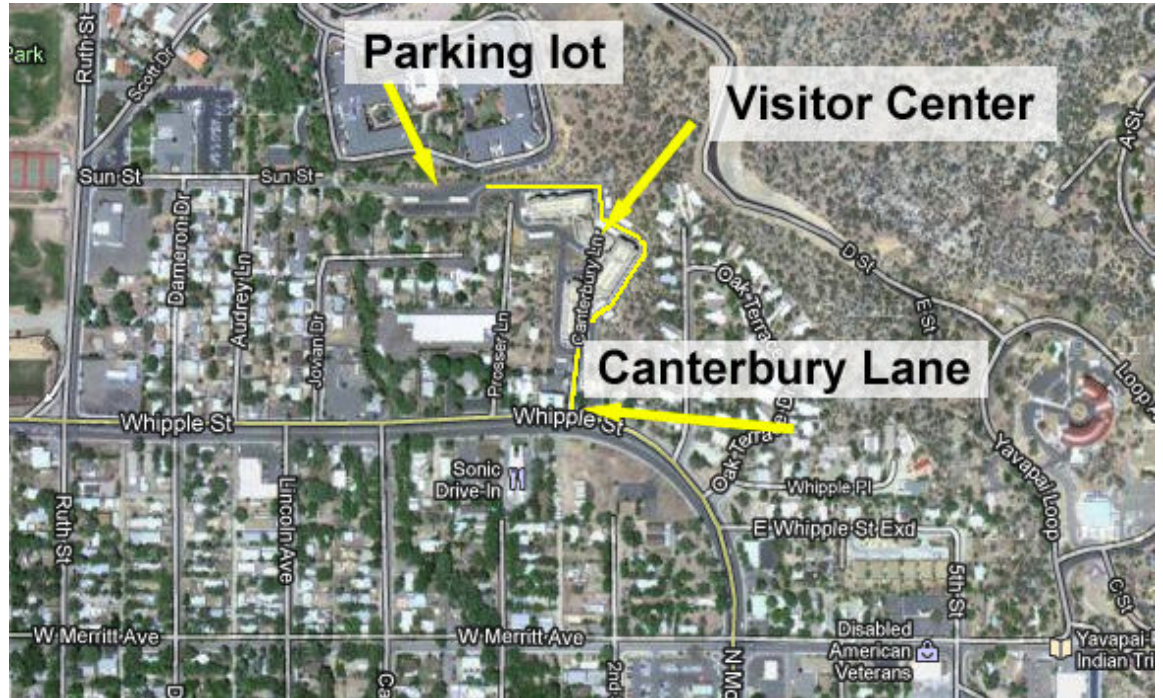 Park
Ruth St
Scott Dr
Parking lot
Visitor Center
A St
Sun St
Sun St
Dameron Dr
Audrey Ln
Jovian Dr
Prosser Ln
Canterbury Ln
D St
E St
Oak Terrace D
Loop
Canterbury Lane
Whipple St
Whipple St
Oak Terrace D
Yavapai Loop
Sonic
Drive-In
Whipple Pl
Ruth St
Lincoln Ave
E Whipple St Exd
5th St
C St
W Merritt Ave
W Merritt Ave
Disabled
American
Veterans
Yavapai-
Indian Tri
D
Ca
2nd
N Mo